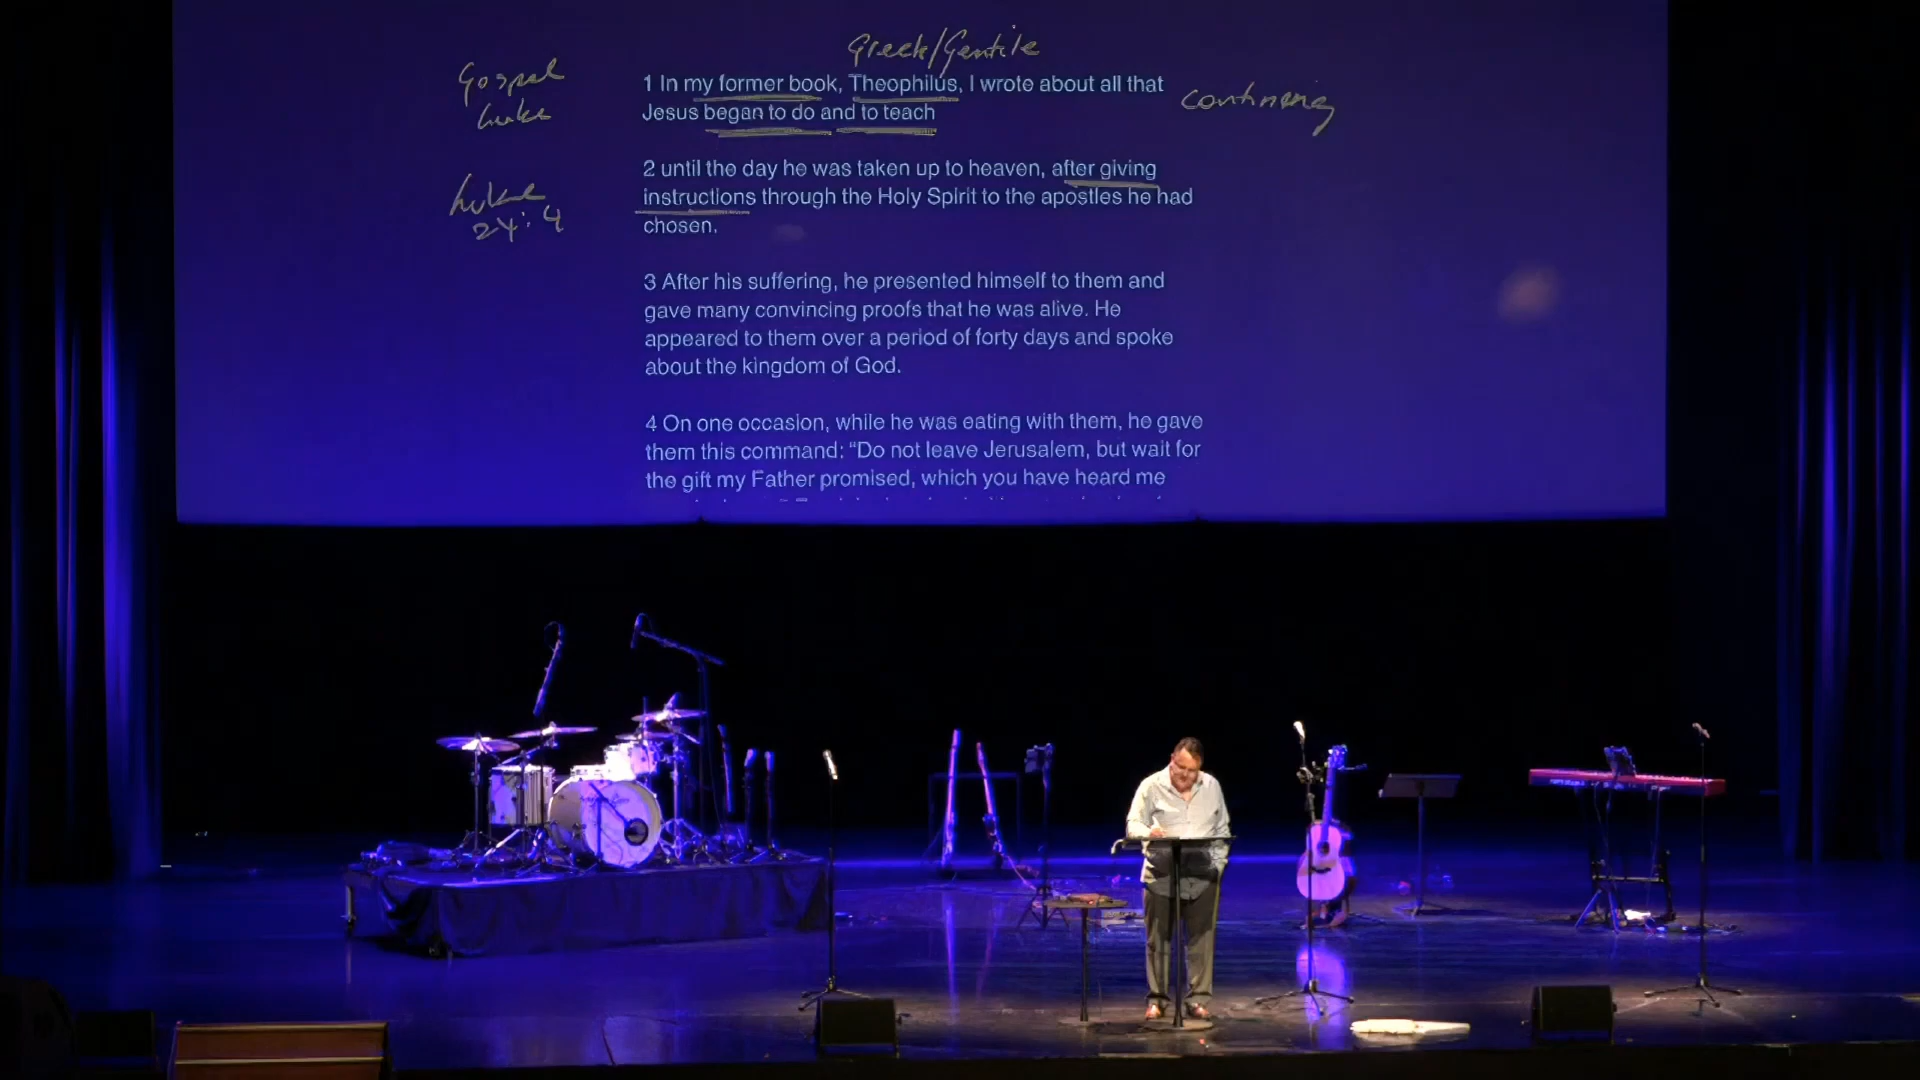 Greek/Gentile
Gospel
Luke
1 In my former book, Theophilus, I wrote about all that
Jesus began to do and to teach
continuing
2 until the day he was taken up to heaven, after giving
instructions through the Holy Spirit to the apostles he had
chosen.
Luke
24:4
3 After his suffering, he presented himself to them and
gave many convincing proofs that he was alive. He
appeared to them over a period of forty days and spoke
about the kingdom of God.
4 On one occasion, while he was eating with them, he gave
them this command: “Do not leave Jerusalem, but wait for
the gift my Father promised, which you have heard me